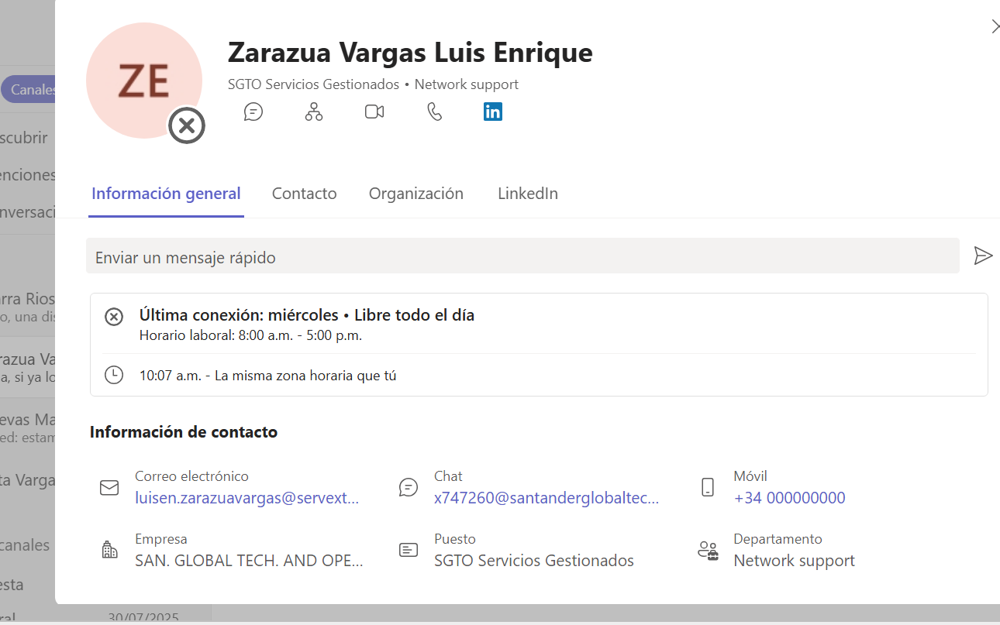 Zarazua Vargas Luis Enrique
ZE
SGTO Servicios Gestionados • Network support
in
Canales
scubrir
enciones
nversaci
Información general
Contacto
Organización
LinkedIn
Enviar un mensaje rápido
rra Rios
o, una dis
Última conexión: miércoles • Libre todo el día
Horario laboral: 8:00 a.m. - 5:00 p.m.
razua Va
a, si ya lo
10:07 a.m. - La misma zona horaria que tú
evas Ma
ed: estam
Información de contacto
ta Varga
Correo electrónico
luisen.zarazuavargas@servext...
Chat
x747260@santanderglobaltec...
Móvil
+34 000000000
canales
Empresa
SAN. GLOBAL TECH. AND OPE...
Puesto
SGTO Servicios Gestionados
Departamento
Network support
esta
ral
30/07/2025